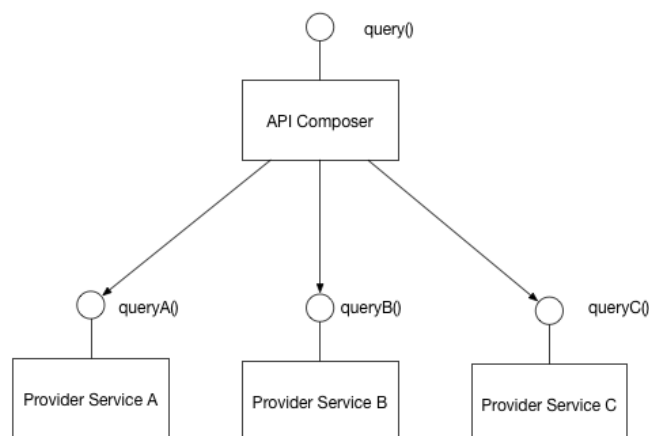 query()
API Composer
queryA()
queryB()
queryC()
Provider Service A
Provider Service B
Provider Service C